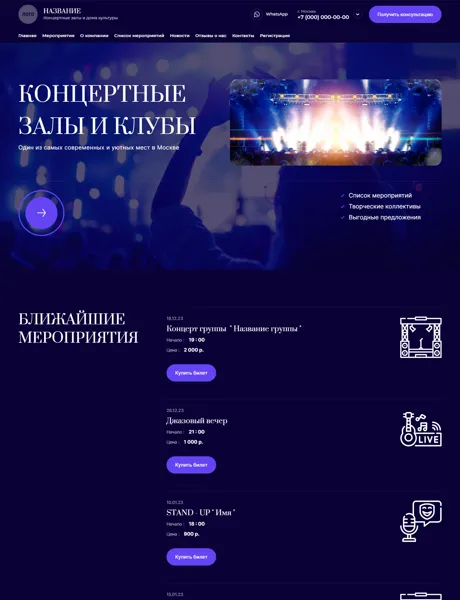 ЛОГО
НАЗВАНИЕ
Концертные залы и дома культуры
WhatsApp
г. Москва
+7 (000) 000-00-00
Получить консультацию
Главная Мероприятия О компании Список мероприятий Новости Отзывы о нас Контакты Регистрация
КОНЦЕРТНЫЕ
ЗАЛЫ И КЛУБЫ
Один из самых современных и уютных мест в Москве
Список мероприятий
Творческие коллективы
Выгодные предложения
БЛИЖАЙШИЕ
МЕРОПРИЯТИЯ
18.12.23
Концерт группы "Название группы"
Начало : 19 : 00
Цена : 2 000 р.
Купить билет
26.12.23
Джазовый вечер
Начало : 21 : 00
Цена : 1 000 р.
Купить билет
LIVE
10.01.23
STAND - UP " Имя "
Начало : 18 : 00
Цена : 900 р.
Купить билет
15.01.23